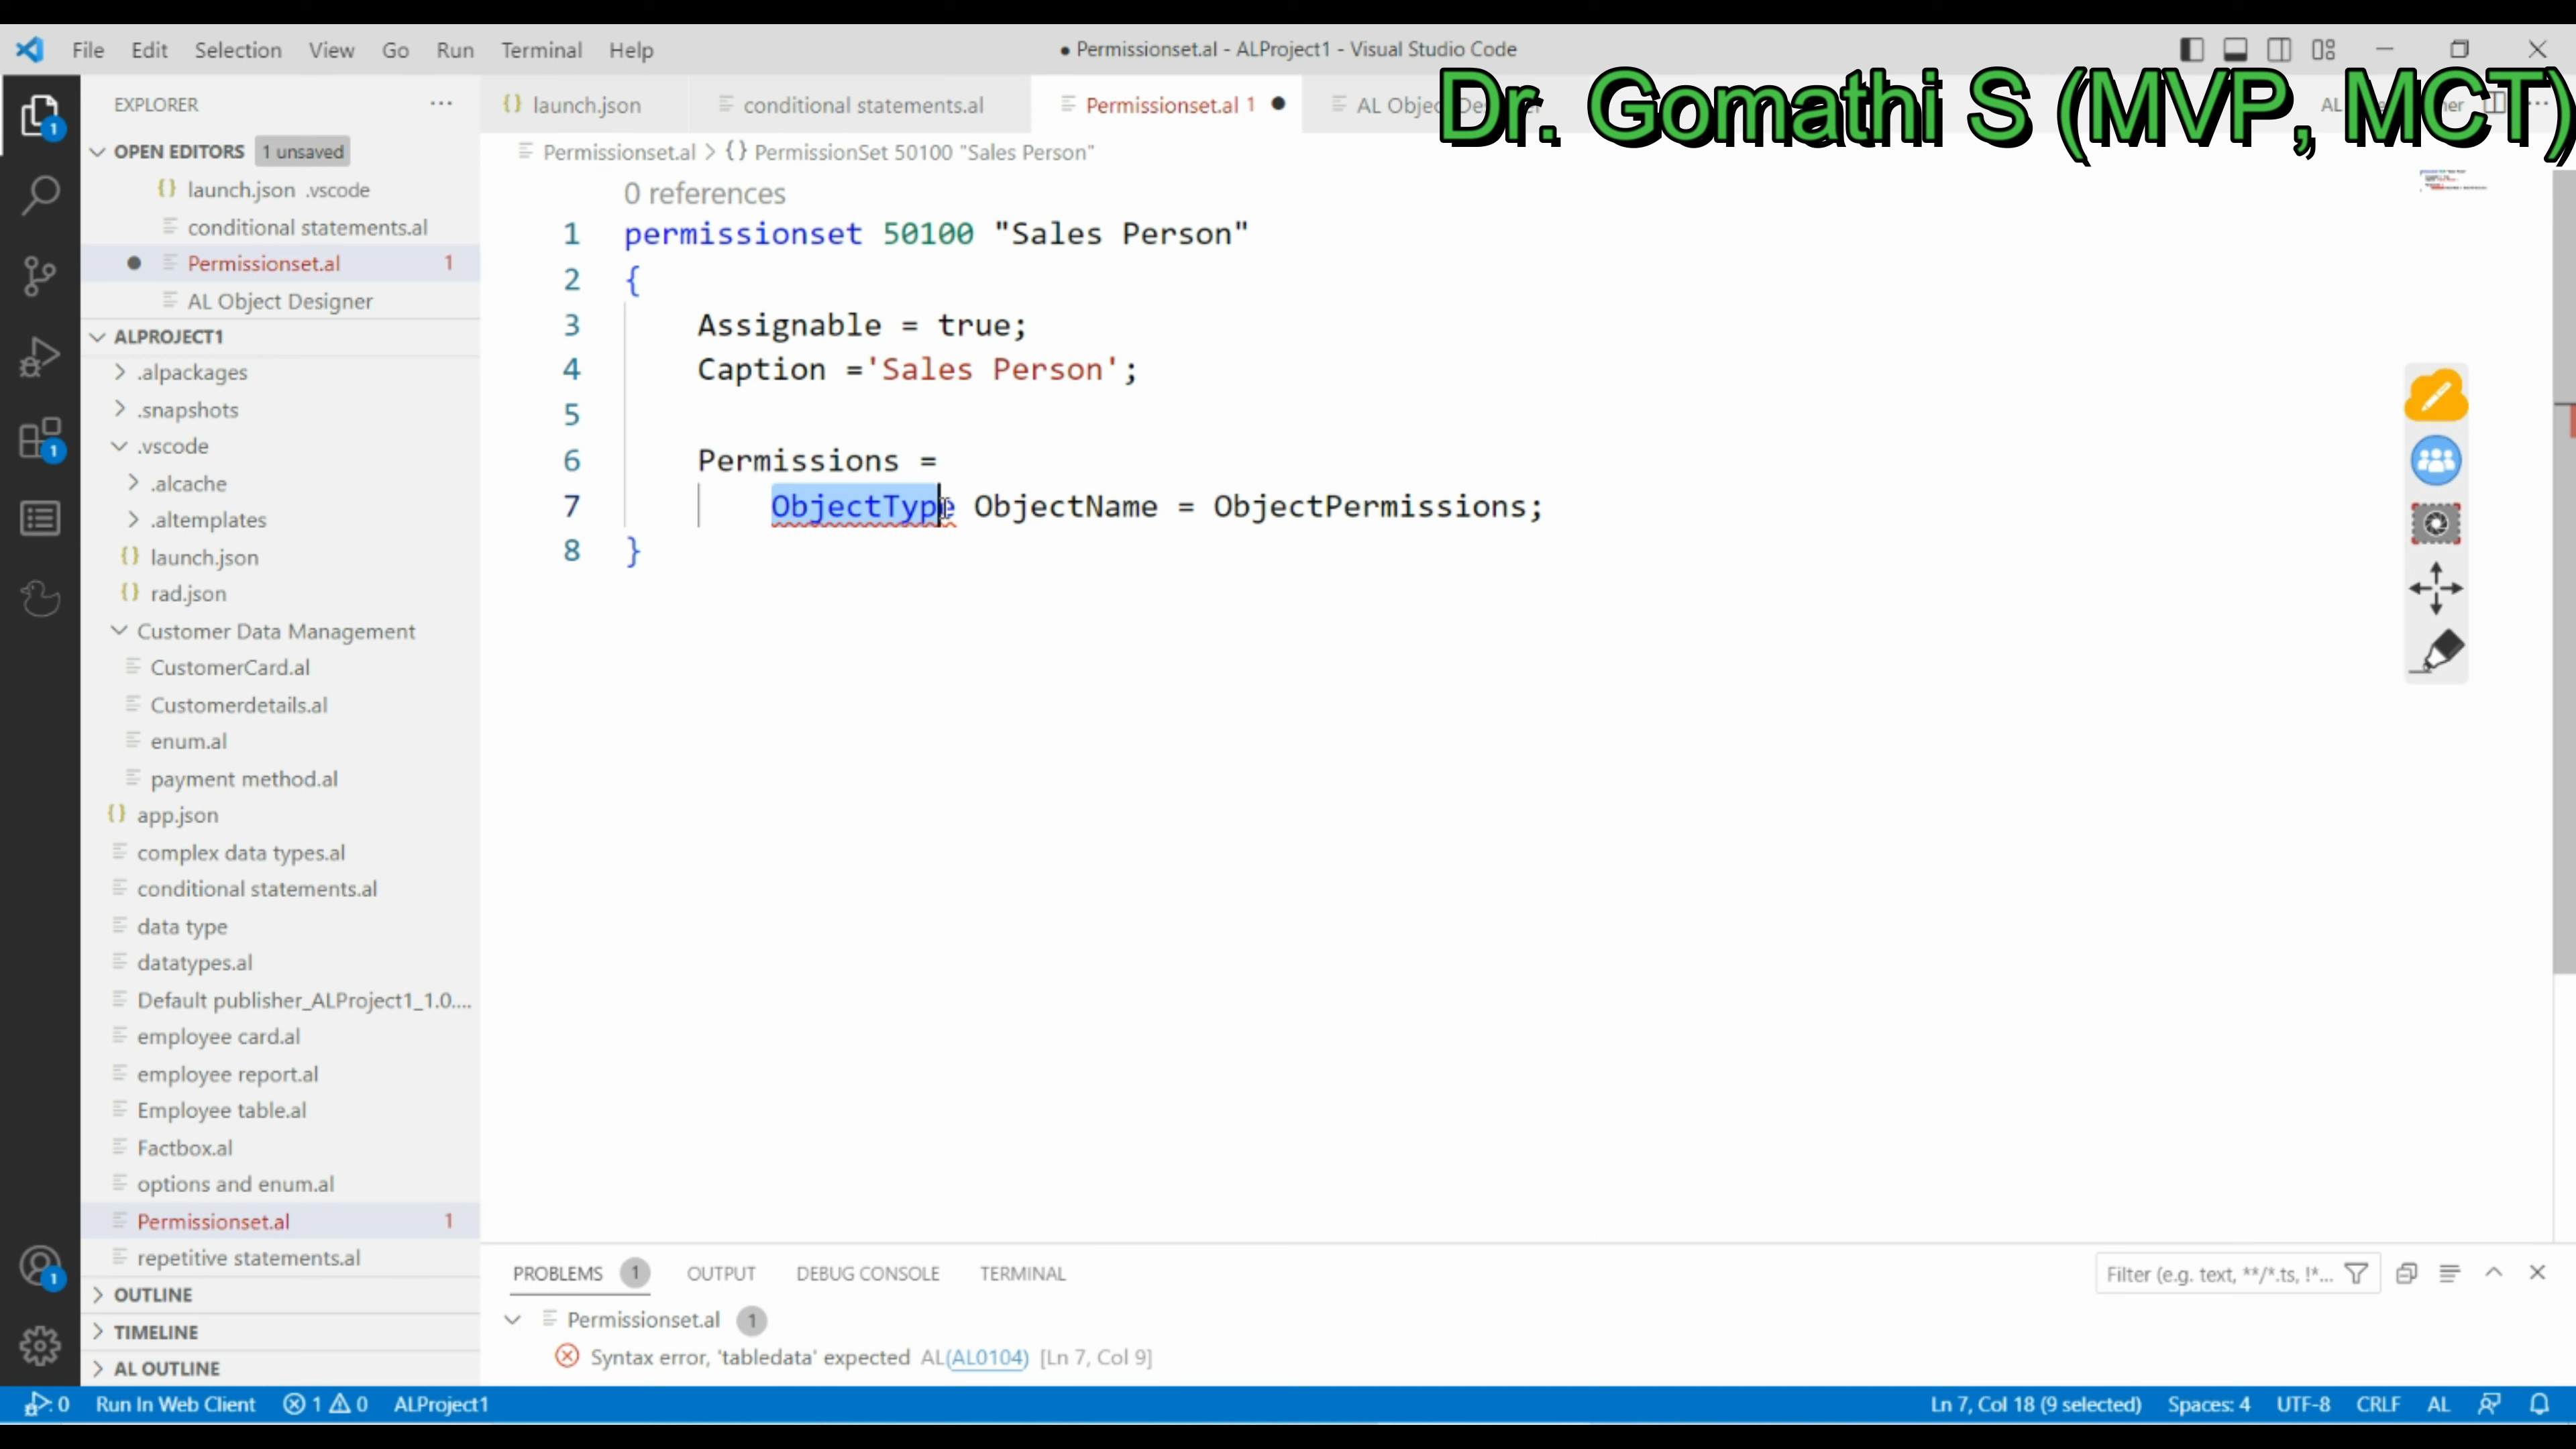 File Edit Selection View Go Run Terminal Help
● Permissionset.al - ALProject1 - Visual Studio Code
Dr. Gomathi S (MVP, MCT)
EXPLORER ...
OPEN EDITORS 1 unsaved
{} launch.json .vscode
conditional statements.al
● Permissionset.al 1
AL Object Designer
ALPROJECT1
.alpackages
.snapshots
.vscode
.alcache
.altemplates
{} launch.json
{} rad.json
Customer Data Management
CustomerCard.al
Customerdetails.al
enum.al
payment method.al
{} app.json
complex data types.al
conditional statements.al
data type
datatypes.al
Default publisher_ALProject1_1.0....
employee card.al
employee report.al
Employee table.al
Factbox.al
options and enum.al
Permissionset.al 1
repetitive statements.al
OUTLINE
TIMELINE
AL OUTLINE
{} launch.json conditional statements.al Permissionset.al 1 ● AL
Permissionset.al > {} PermissionSet 50100 "Sales Person"
0 references
1 permissionset 50100 "Sales Person"
2 {
3 Assignable = true;
4 Caption ='Sales Person';
5
6 Permissions =
7 ObjectType ObjectName = ObjectPermissions;
8 }
PROBLEMS 1 OUTPUT DEBUG CONSOLE TERMINAL
Filter (e.g. text, **/*.ts, !*...
Permissionset.al 1
Syntax error, 'tabledata' expected AL(AL0104) [Ln 7, Col 9]
0 Run In Web Client 1 0 ALProject1
Ln 7, Col 18 (9 selected) Spaces: 4 UTF-8 CRLF AL